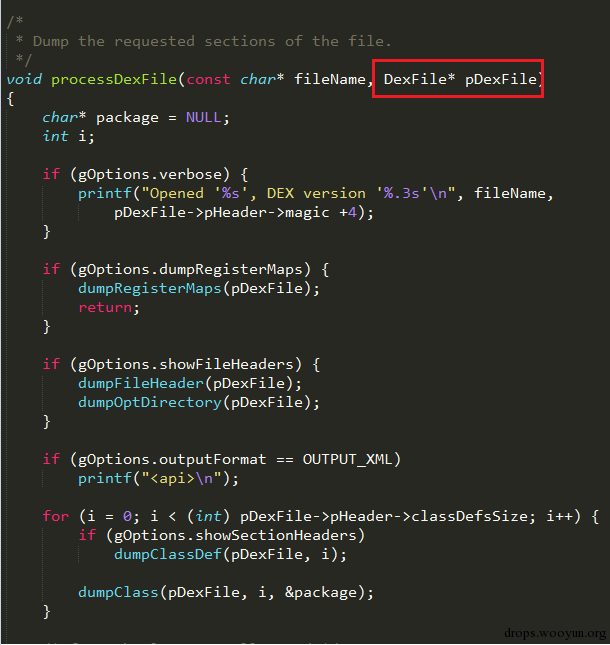 /*
 * Dump the requested sections of the file.
 */
void processDexFile(const char* fileName, DexFile* pDexFile)
{
    char* package = NULL;
    int i;

    if (gOptions.verbose) {
        printf("Opened '%s', DEX version '%.3s'\n", fileName,
            pDexFile->pHeader->magic +4);
    }

    if (gOptions.dumpRegisterMaps) {
        dumpRegisterMaps(pDexFile);
        return;
    }

    if (gOptions.showFileHeaders) {
        dumpFileHeader(pDexFile);
        dumpOptDirectory(pDexFile);
    }

    if (gOptions.outputFormat == OUTPUT_XML)
        printf("<api>\n");

    for (i = 0; i < (int) pDexFile->pHeader->classDefsSize; i++) {
        if (gOptions.showSectionHeaders)
            dumpClassDef(pDexFile, i);

        dumpClass(pDexFile, i, &package);
    }
drops.wooyun.org